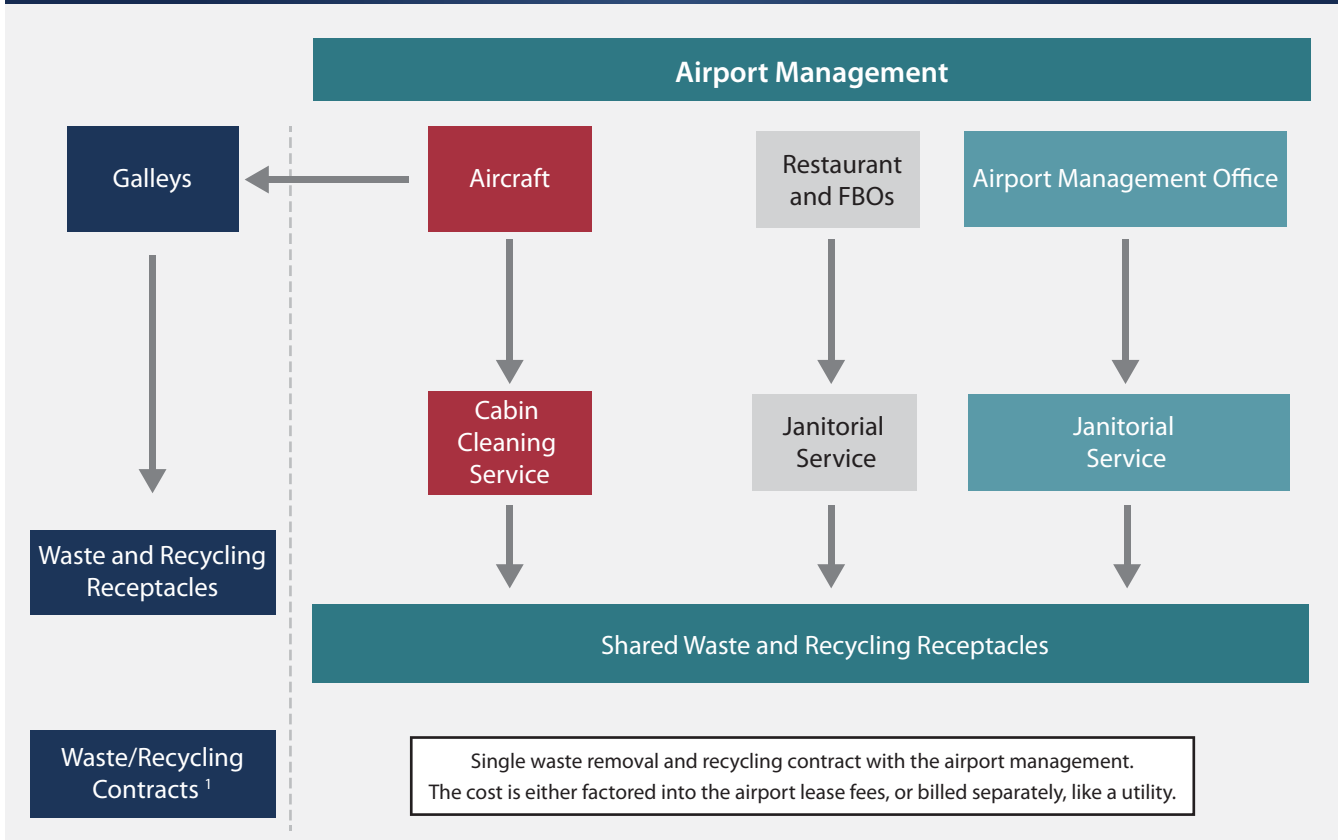 Airport Management
Galleys
Aircraft
Restaurant
and FBOs
Airport Management Office
Cabin
Cleaning
Service
Janitorial
Service
Janitorial
Service
Waste and Recycling
Receptacles
Shared Waste and Recycling Receptacles
Waste/Recycling
Contracts 1
Single waste removal and recycling contract with the airport management.
The cost is either factored into the airport lease fees, or billed separately, like a utility.